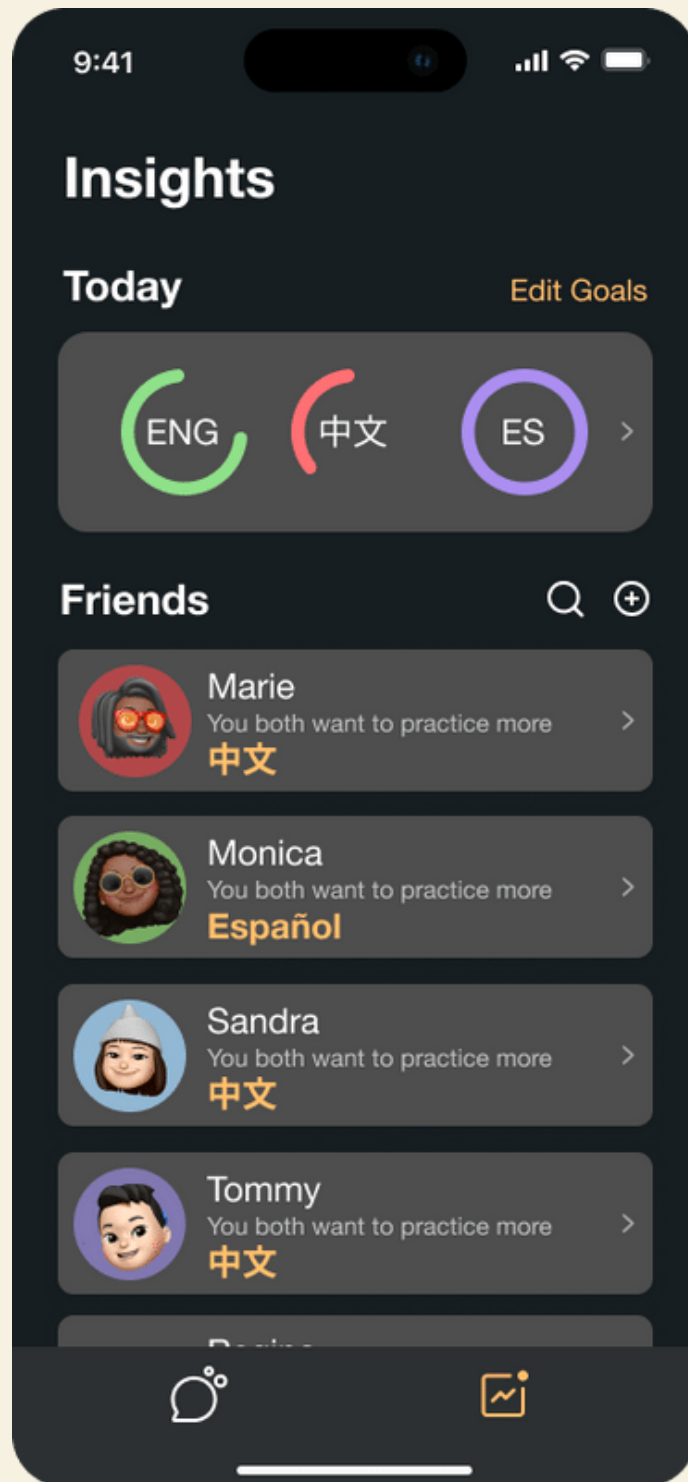 9:41
Insights
Today
Edit Goals
ENG
中文
ES
Friends
Marie
You both want to practice more
中文
Monica
You both want to practice more
Español
Sandra
You both want to practice more
中文
Tommy
You both want to practice more
中文